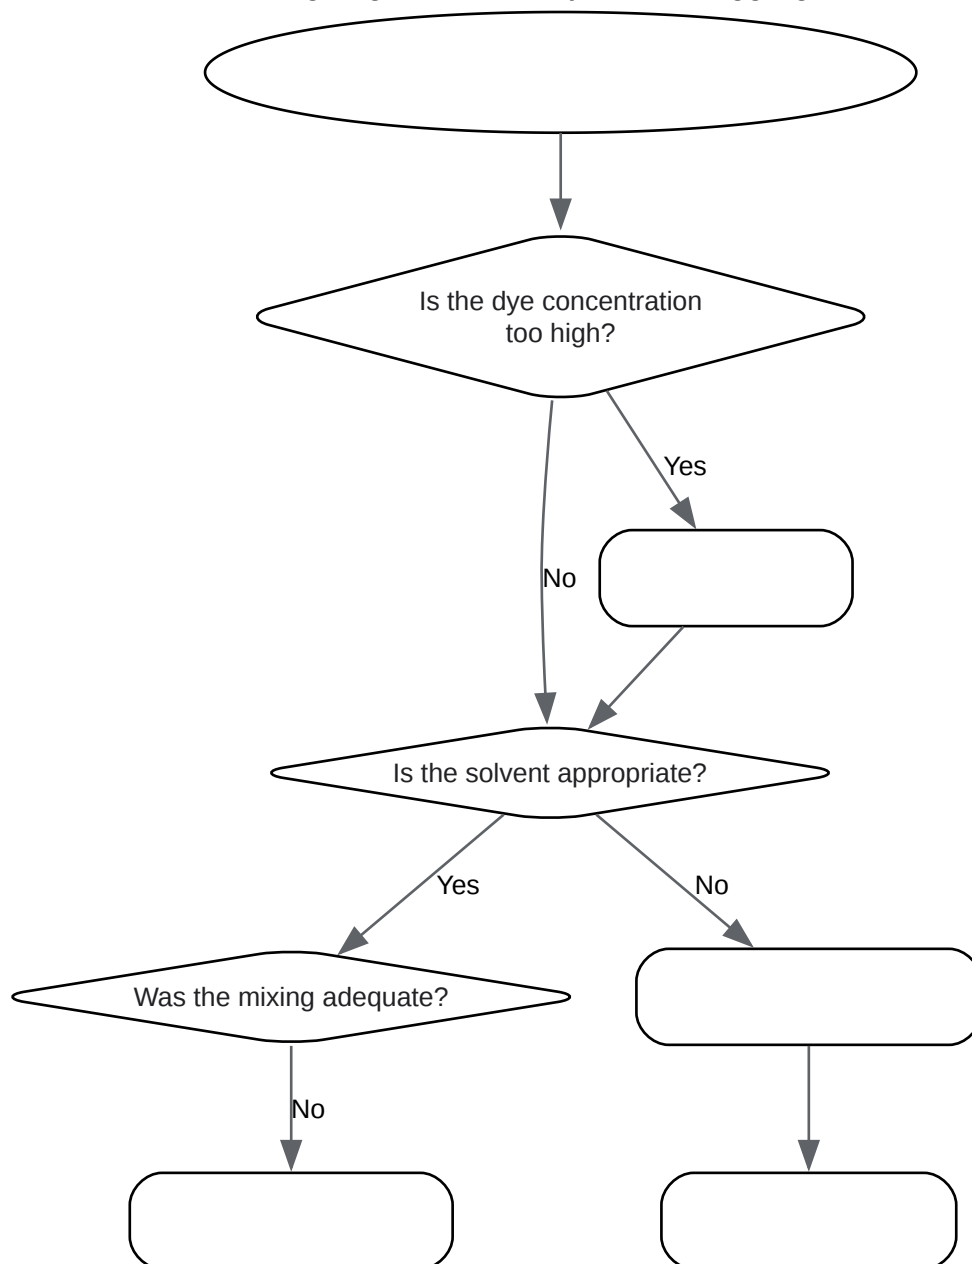 Is the dye concentration
too high?
Yes
No
Is the solvent appropriate?
Yes
No
Was the mixing adequate?
No